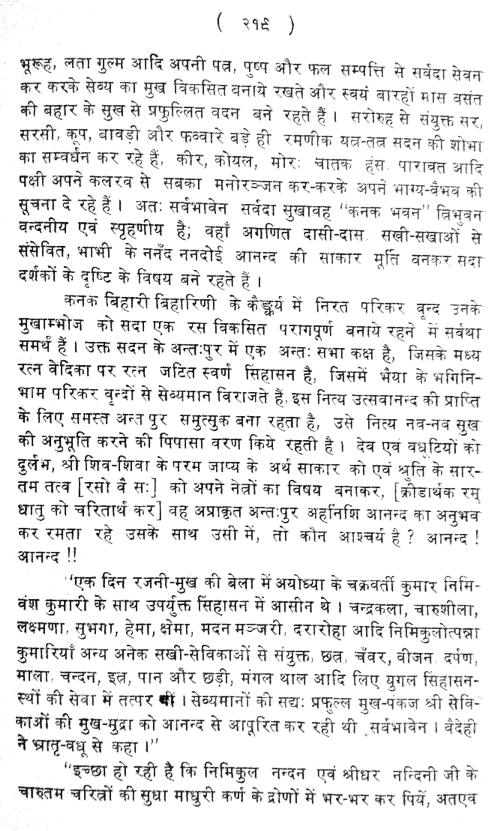 ( २१९ )
भूरूह, लता गुल्म आदि अपनी पत्र, पुष्प और फल सम्पत्ति से सर्वदा सेवन
कर करके सेव्य का मुख विकसित बनाये रखते और स्वयं बारहों मास वसंत
की बहार के सुख से प्रफुल्लित वदन बने रहते हैं । सरोरुह से संयुक्त सर,
सरसी, कूप, बावड़ी और फब्वारे बड़े ही रमणीक यत्र-तत्र सदन की शोभा
का सम्वर्धन कर रहे हैं, कीर, कोयल, मोर, चातक हंस, पारावत आदि
पक्षी अपने कलरव से सबका मनोरञ्जन कर-करके अपने भाग्य-वैभव की
सूचना दे रहे हैं । अतः सर्वभावेन सर्वदा सुखावह "कनक भवन" त्रिभुवन
वन्दनीय एवं स्पृहणीय है; वहाँ अगणित दासी-दास, सखी-सखाओं से
संसेवित, भाभी के ननँद ननदोई आनन्द की साकार मूर्ति वनकर सदा
दर्शकों के दृष्टि के विषय बने रहते हैं ।
कनक बिहारी बिहारिणी के कैङ्कर्य में निरत परिकर वृन्द उनके
मुखाम्भोज को सदा एक रस विकसित परागपूर्ण बनाये रहने में सर्वथा
समर्थ हैं । उक्त सदन के अन्तःपुर में एक अन्तः सभा कक्ष है, जिसके मध्य
रत्न वेदिका पर रत्न जटित स्वर्ण सिंहासन है, जिसमें भैया के भगिनि-
भाम परिकर वृन्दों से सेव्यमान विराजते हैं, इस नित्य उत्सवानन्द की प्राप्ति
के लिए समस्त अन्तःपुर समुत्सुक बना रहता है, उसे नित्य नव-नव सुख
की अनुभूति करने की पिपासा वरण किये रहती है । देव एवं वधूटियों को
दुर्लभ, श्री शिव-शिवा के परम जाप्य के अर्थ साकार को एवं श्रुति के सार-
तम तत्व [रसो वै सः] को अपने नेत्रों का विषय बनाकर, [क्रीडार्थक रम्
धातु को चरितार्थ कर] वह अप्राकृत अन्तःपुर अर्हानिशि आनन्द का अनुभव
कर रमता रहे उसके साथ उसी में, तो कौन आश्चर्य है ? आनन्द !
आनन्द !!
"एक दिन रजनी-मुख की बेला में अयोध्या के चक्रवर्ती कुमार निमि-
वंश कुमारी के साथ उपर्युक्त सिंहासन में आसीन थे । चन्द्रकला, चारुशीला,
लक्ष्मणा, सुभगा, हेमा, क्षेमा, मदन मञ्जरी, दरारोहा आदि निमिकुलोत्पन्ना
कुमारियाँ अन्य अनेक सखी-सेविकाओं से संयुक्त, छत्र, चँवर, वीजन, दर्पण,
माला, चन्दन, इत्र, पान और छड़ी, मंगल थाल आदि लिए युगल सिंहासन-
स्थों की सेवा में तत्पर थीं । सेव्यमानों की सद्यः प्रफुल्ल मुख-पंकज श्री सेवि-
काओं की मुख-मुद्रा को आनन्द से आपूरित कर रही थी सर्वभावेन । वैदेही
ने भ्रातृ-वधू से कहा ।"
"इच्छा हो रही है कि निमिकुल नन्दन एवं श्रीधर नन्दिनी जी के
चारुतम चरित्रों की सुधा माधुरी कर्ण के द्रोणों में भर-भर कर पियें, अतएव